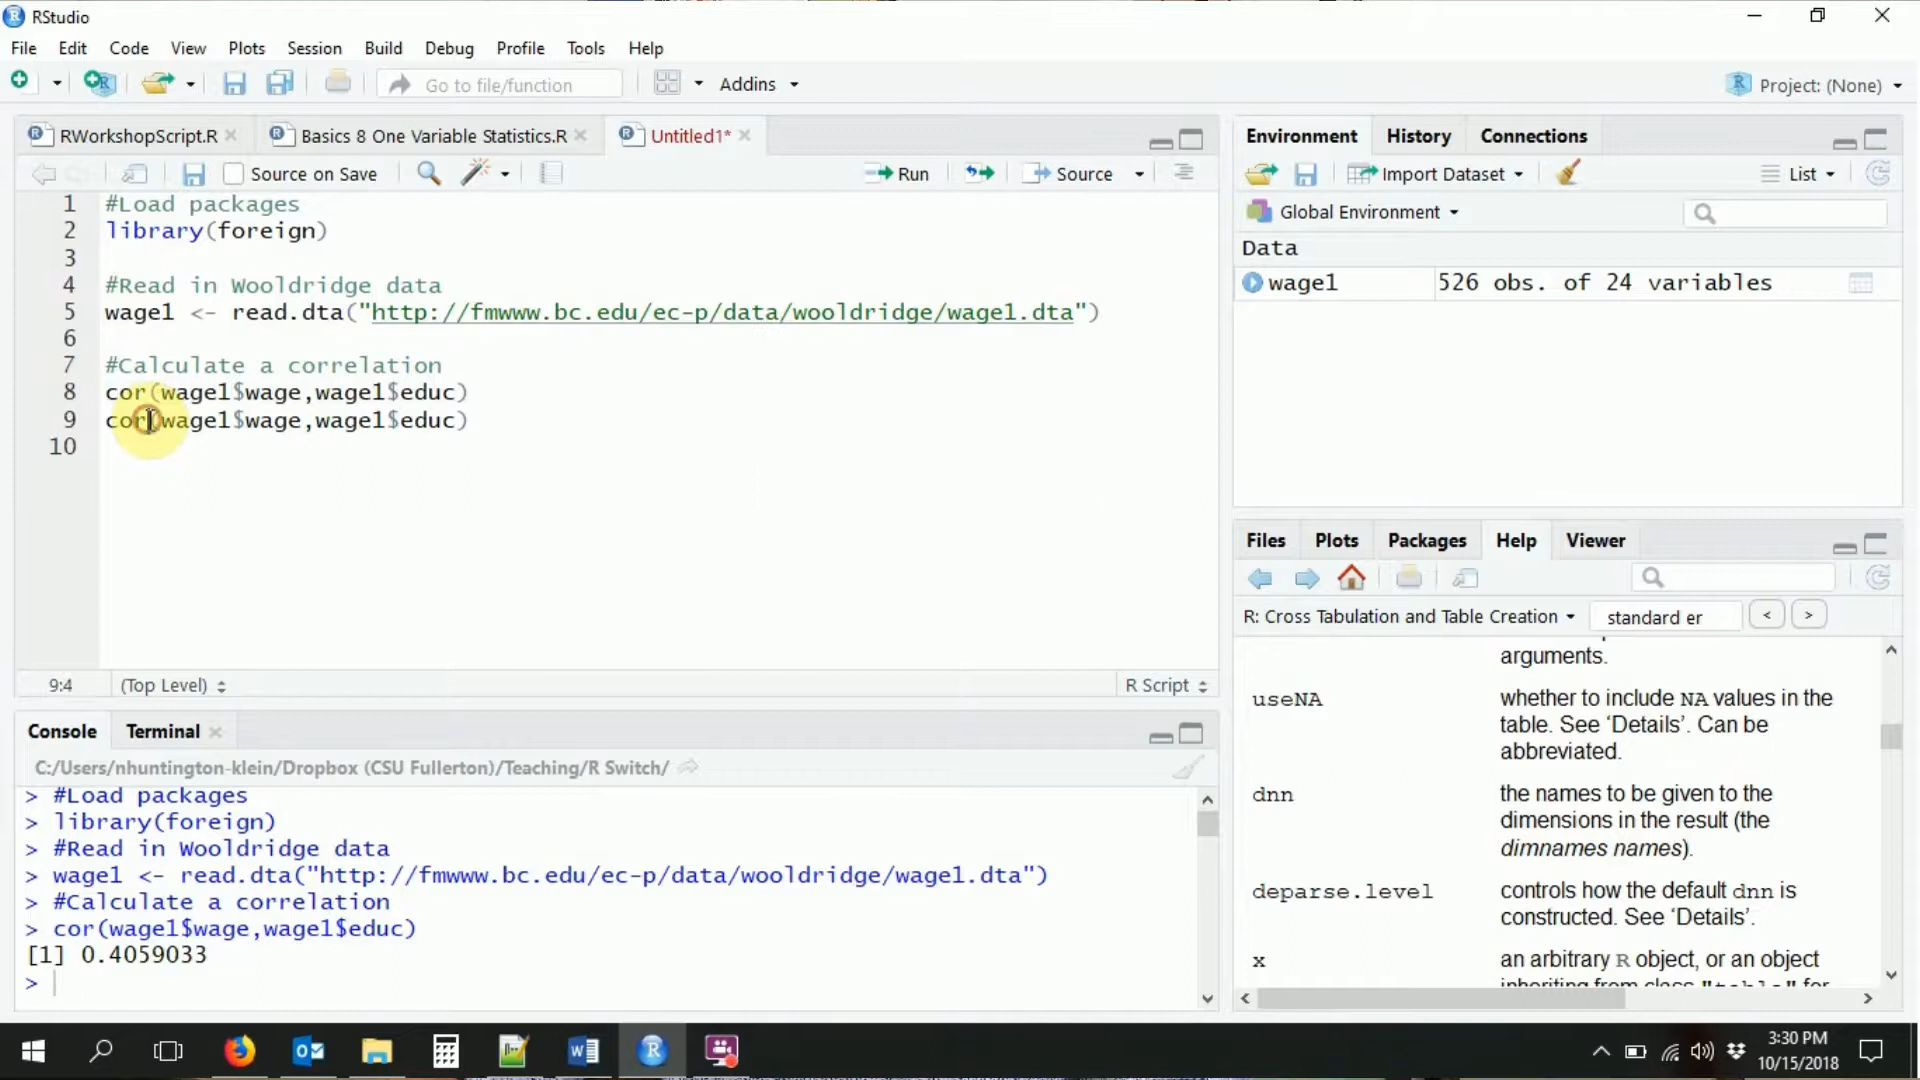 RStudio
File Edit Code View Plots Session Build Debug Profile Tools Help
Go to file/function Addins Project: (None)
RWorkshopScript.R Basics 8 One Variable Statistics.R Untitled1*
Source on Save Run Source
1 #Load packages
2 library(foreign)
3
4 #Read in Wooldridge data
5 wage1 <- read.dta("http://fmwww.bc.edu/ec-p/data/wooldridge/wage1.dta")
6
7 #Calculate a correlation
8 cor(wage1$wage,wage1$educ)
9 cor(wage1$wage,wage1$educ)
10
9:4 (Top Level) R Script
Console Terminal
C:/Users/nhuntington-klein/Dropbox (CSU Fullerton)/Teaching/R Switch/
> #Load packages
> library(foreign)
> #Read in Wooldridge data
> wage1 <- read.dta("http://fmwww.bc.edu/ec-p/data/wooldridge/wage1.dta")
> #Calculate a correlation
> cor(wage1$wage,wage1$educ)
[1] 0.4059033
>
Environment History Connections
Import Dataset List
Global Environment
Data
wage1 526 obs. of 24 variables
Files Plots Packages Help Viewer
R: Cross Tabulation and Table Creation standard er < >
arguments.
useNA whether to include NA values in the
table. See ‘Details’. Can be
abbreviated.
dnn the names to be given to the
dimensions in the result (the
dimnames names).
deparse.level controls how the default dnn is
constructed. See ‘Details’.
x an arbitrary R object, or an object
inheriting from class "table" for
3:30 PM
10/15/2018